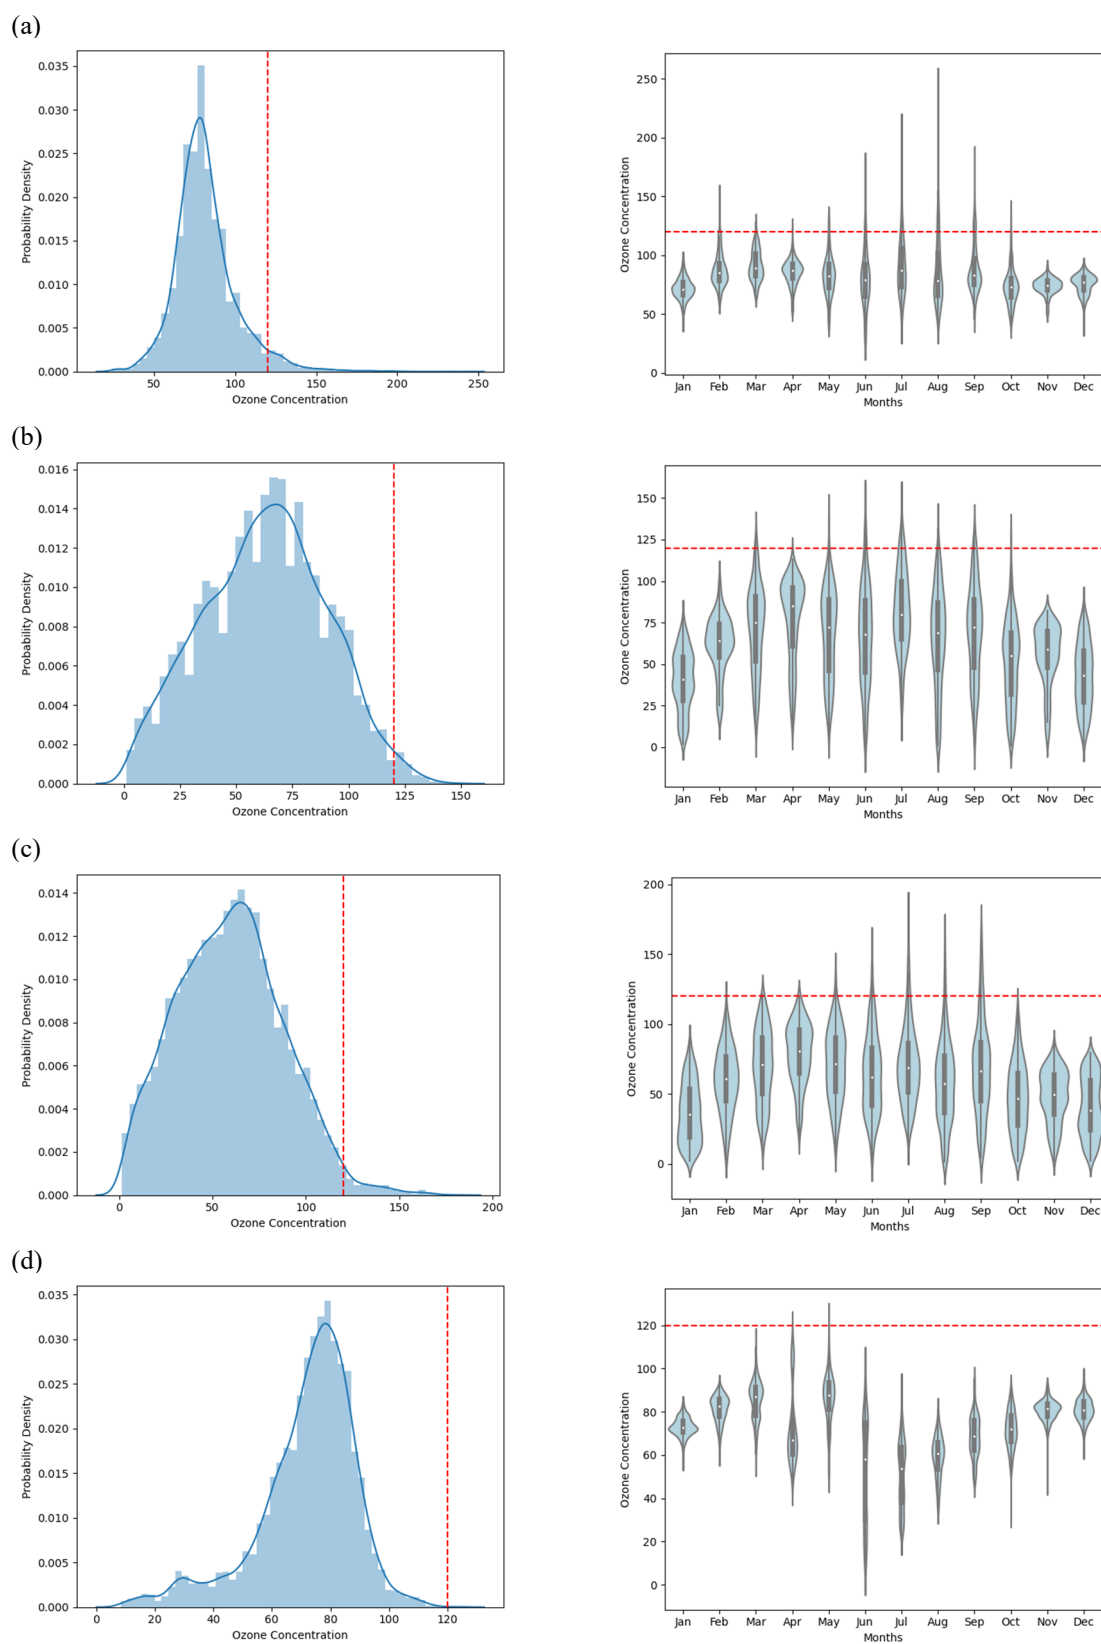 (a)
Probability Density
0.035
0.030
0.025
0.020
0.015
0.010
0.005
0.000
50 100 150 200 250
Ozone Concentration
Ozone Concentration
250
200
150
100
50
0
Jan Feb Mar Apr May Jun Jul Aug Sep Oct Nov Dec
Months
(b)
Probability Density
0.016
0.014
0.012
0.010
0.008
0.006
0.004
0.002
0.000
0 25 50 75 100 125 150
Ozone Concentration
Ozone Concentration
150
125
100
75
50
25
0
Jan Feb Mar Apr May Jun Jul Aug Sep Oct Nov Dec
Months
(c)
Probability Density
0.014
0.012
0.010
0.008
0.006
0.004
0.002
0.000
0 50 100 150 200
Ozone Concentration
Ozone Concentration
200
150
100
50
0
Jan Feb Mar Apr May Jun Jul Aug Sep Oct Nov Dec
Months
(d)
Probability Density
0.035
0.030
0.025
0.020
0.015
0.010
0.005
0.000
0 20 40 60 80 100 120
Ozone Concentration
Ozone Concentration
120
100
80
60
40
20
0
Jan Feb Mar Apr May Jun Jul Aug Sep Oct Nov Dec
Months